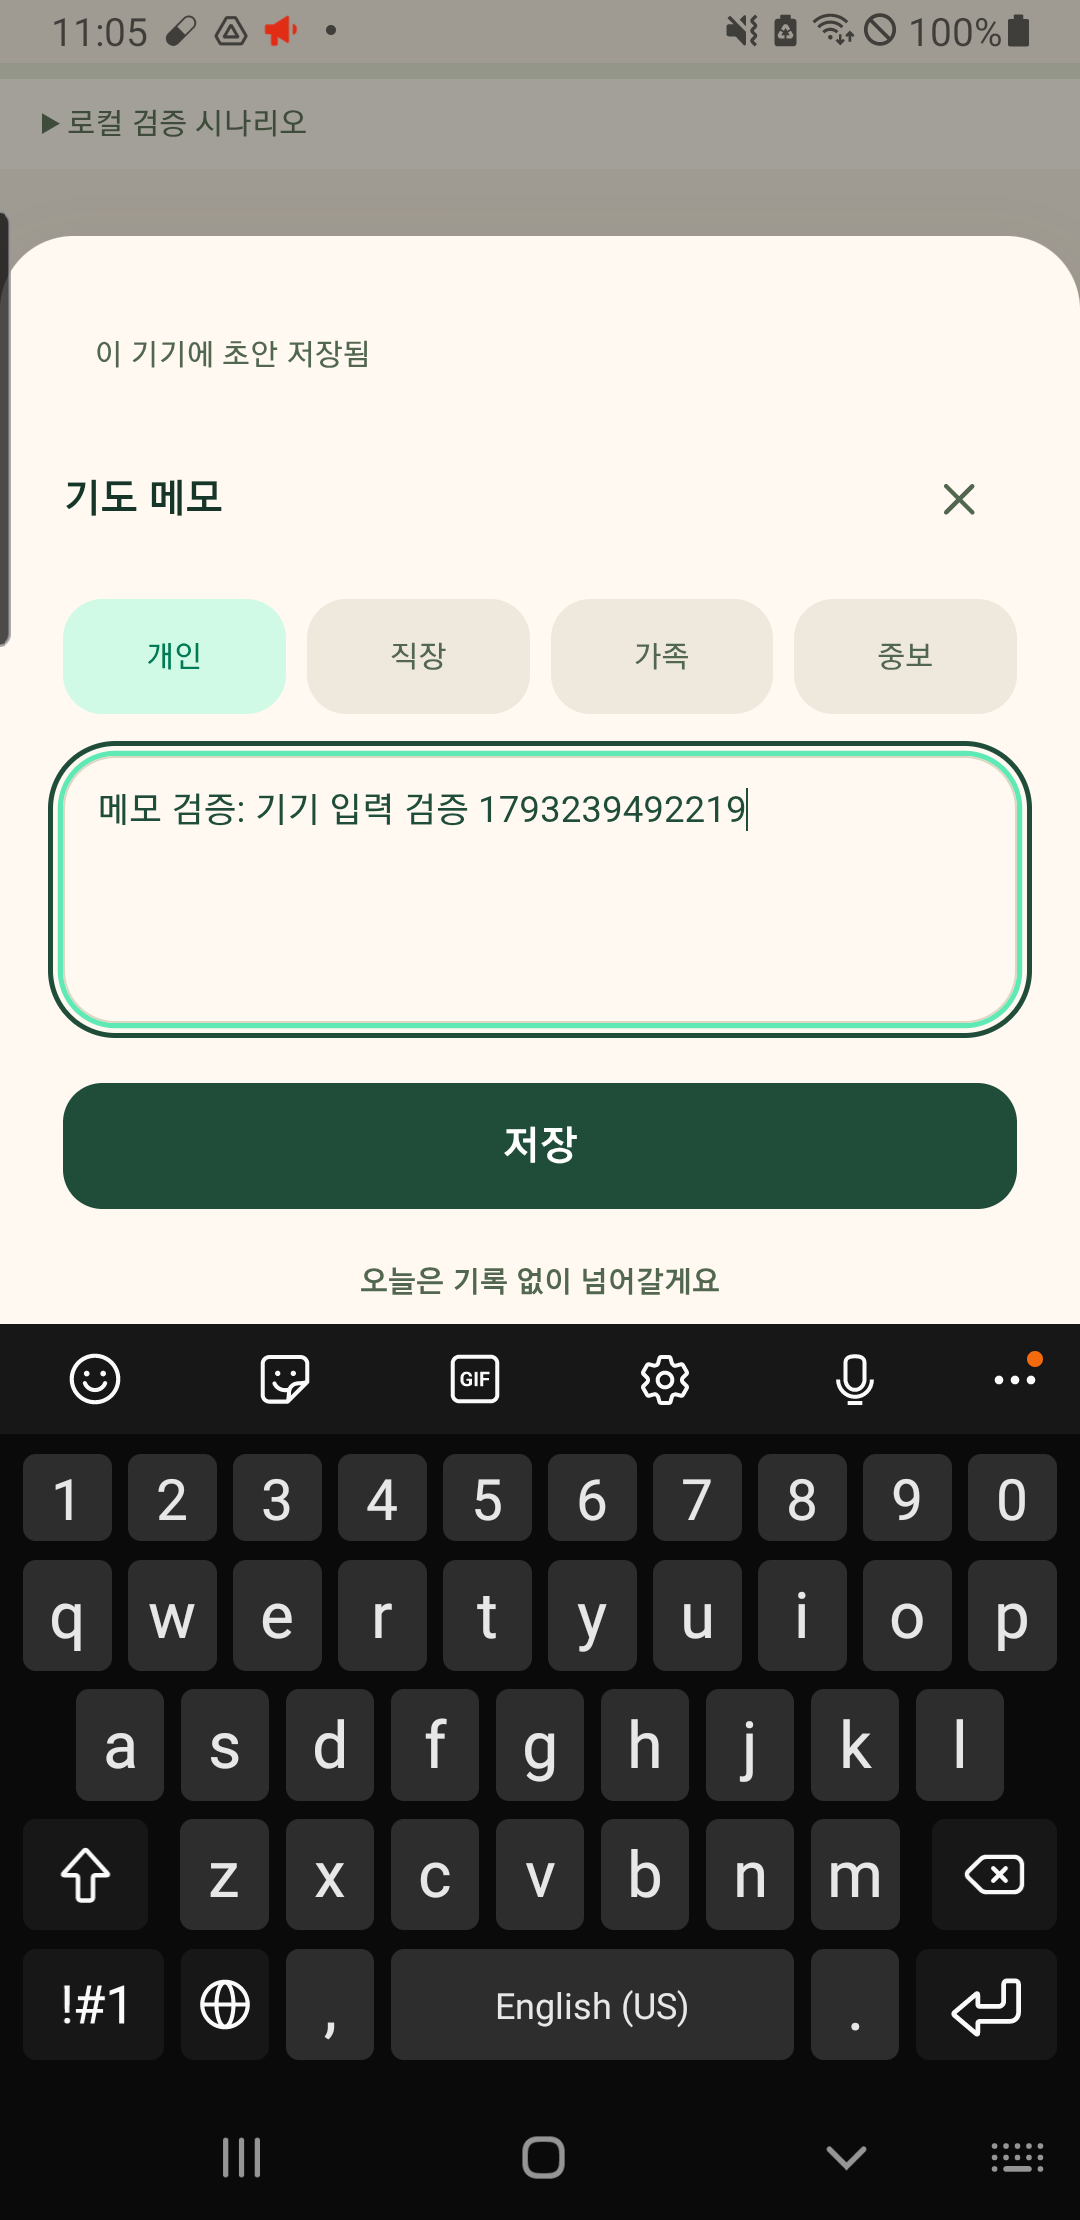 11:05 100%
▶ 로컬 검증 시나리오
이 기기에 초안 저장됨
기도 메모
개인 직장 가족 중보
메모 검증: 기기 입력 검증 1793239492219
저장
오늘은 기록 없이 넘어갈게요
GIF
1 2 3 4 5 6 7 8 9 0
q w e r t y u i o p
a s d f g h j k l
z x c v b n m
!#1 , English (US) .